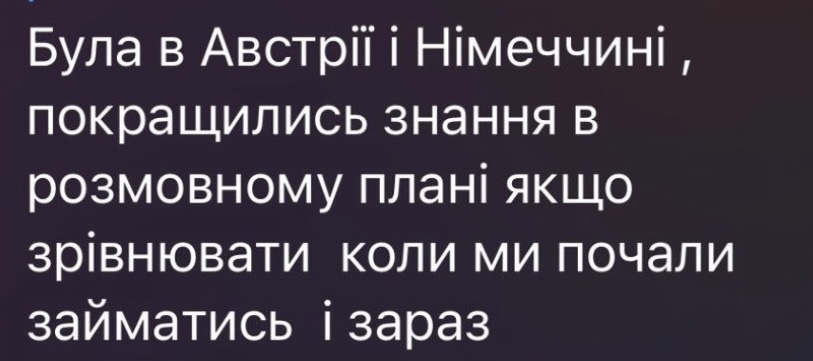 Була в Австрії і Німеччині ,
покращились знання в
розмовному плані якщо
зрівнювати  коли ми почали
займатись  і зараз